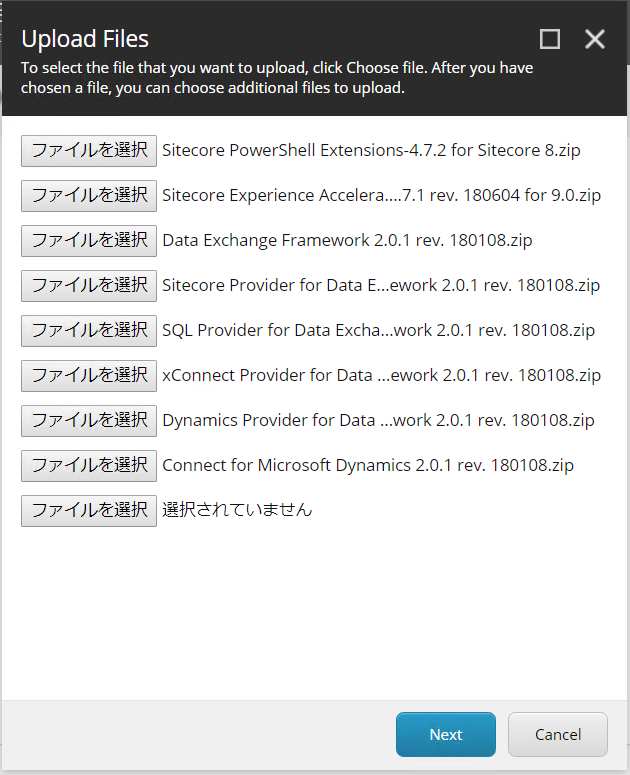 Upload Files
To select the file that you want to upload, click Choose file. After you have
chosen a file, you can choose additional files to upload.
ファイルを選択 Sitecore PowerShell Extensions-4.7.2 for Sitecore 8.zip
ファイルを選択 Sitecore Experience Accelera....7.1 rev. 180604 for 9.0.zip
ファイルを選択 Data Exchange Framework 2.0.1 rev. 180108.zip
ファイルを選択 Sitecore Provider for Data E...ework 2.0.1 rev. 180108.zip
ファイルを選択 SQL Provider for Data Excha...work 2.0.1 rev. 180108.zip
ファイルを選択 xConnect Provider for Data ...ework 2.0.1 rev. 180108.zip
ファイルを選択 Dynamics Provider for Data ...work 2.0.1 rev. 180108.zip
ファイルを選択 Connect for Microsoft Dynamics 2.0.1 rev. 180108.zip
ファイルを選択 選択されていません
Next Cancel